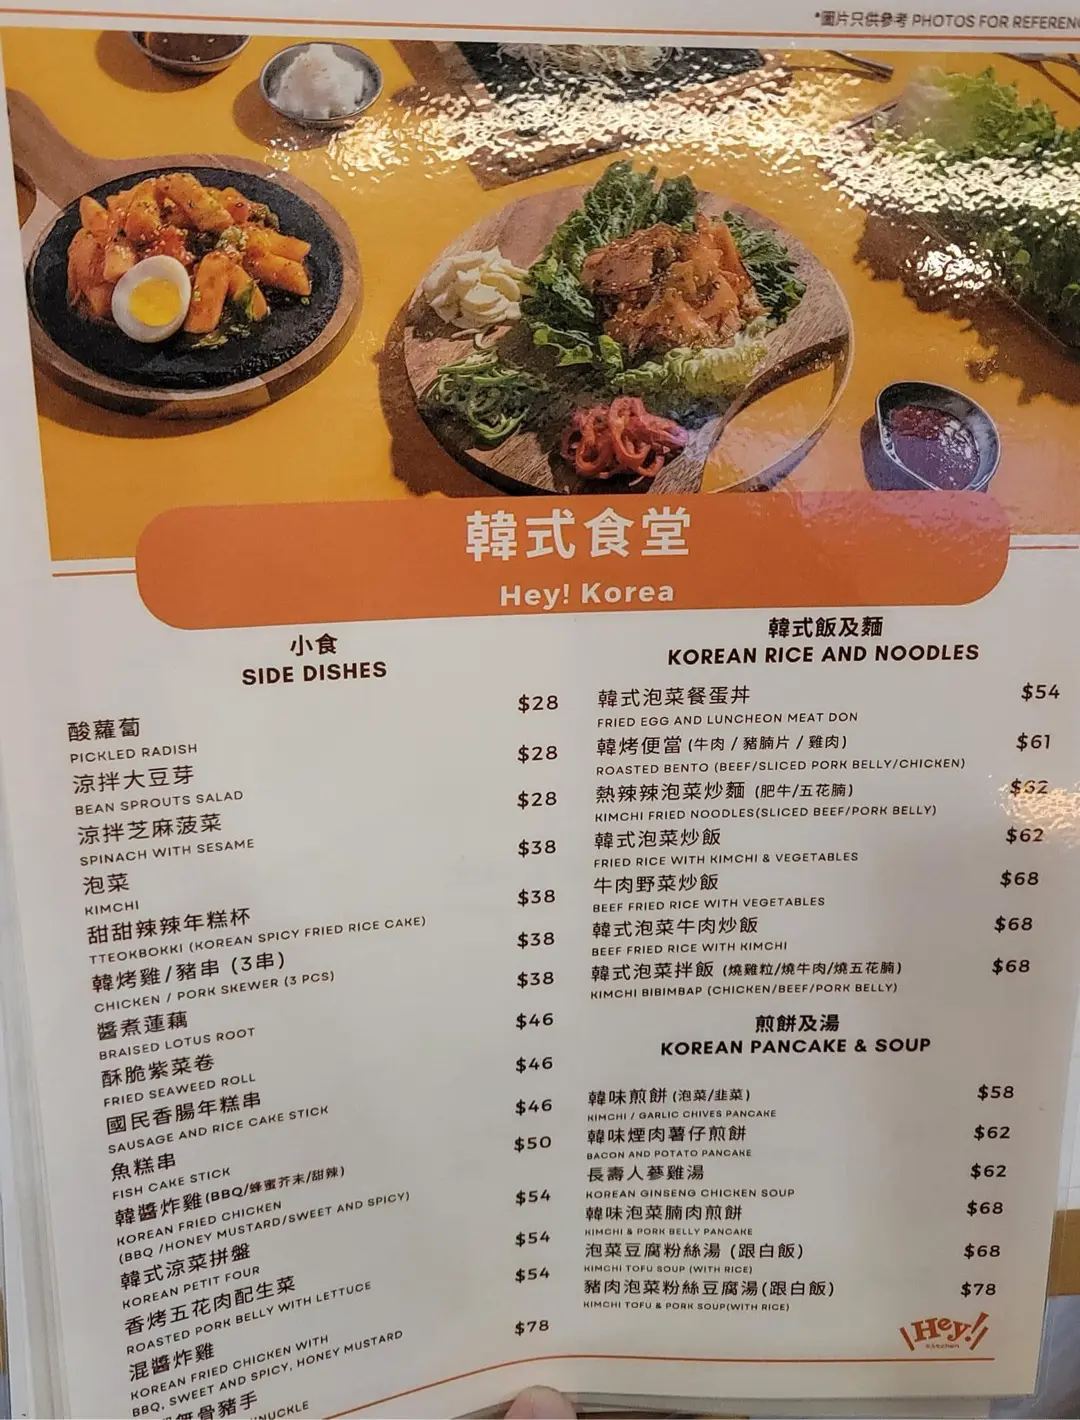 *圖片只供參考 PHOTOS FOR REFEREN
韓式食堂
Hey! Korea
小食
SIDE DISHES
酸蘿蔔 $28
PICKLED RADISH
涼拌大豆芽 $28
BEAN SPROUTS SALAD
涼拌芝麻菠菜 $28
SPINACH WITH SESAME
泡菜 $38
KIMCHI
甜甜辣辣年糕杯 $38
TTEOKBOKKI (KOREAN SPICY FRIED RICE CAKE)
韓烤雞/豬串 (3串) $38
CHICKEN / PORK SKEWER (3 PCS)
醬煮蓮藕 $38
BRAISED LOTUS ROOT
酥脆紫菜卷 $46
FRIED SEAWEED ROLL
國民香腸年糕串 $46
SAUSAGE AND RICE CAKE STICK
魚糕串 $46
FISH CAKE STICK
韓醬炸雞(BBQ/蜂蜜芥末/甜辣) $50
KOREAN FRIED CHICKEN
(BBQ /HONEY MUSTARD/SWEET AND SPICY)
韓式涼菜拼盤 $54
KOREAN PETIT FOUR
香烤五花肉配生菜 $54
ROASTED PORK BELLY WITH LETTUCE
混醬炸雞 $54
KOREAN FRIED CHICKEN WITH
BBQ, SWEET AND SPICY, HONEY MUSTARD
無骨豬手 $78
NUCKLE
韓式飯及麵
KOREAN RICE AND NOODLES
韓式泡菜餐蛋丼 $54
FRIED EGG AND LUNCHEON MEAT DON
韓烤便當 (牛肉 / 豬腩片 / 雞肉) $61
ROASTED BENTO (BEEF/SLICED PORK BELLY/CHICKEN)
熱辣辣泡菜炒麵 (肥牛/五花腩) $62
KIMCHI FRIED NOODLES(SLICED BEEF/PORK BELLY)
韓式泡菜炒飯 $62
FRIED RICE WITH KIMCHI & VEGETABLES
牛肉野菜炒飯 $68
BEEF FRIED RICE WITH VEGETABLES
韓式泡菜牛肉炒飯 $68
BEEF FRIED RICE WITH KIMCHI
韓式泡菜拌飯 (燒雞粒/燒牛肉/燒五花腩) $68
KIMCHI BIBIMBAP (CHICKEN/BEEF/PORK BELLY)
煎餅及湯
KOREAN PANCAKE & SOUP
韓味煎餅 (泡菜/韭菜) $58
KIMCHI / GARLIC CHIVES PANCAKE
韓味煙肉薯仔煎餅 $62
BACON AND POTATO PANCAKE
長壽人蔘雞湯 $62
KOREAN GINSENG CHICKEN SOUP
韓味泡菜腩肉煎餅 $68
KIMCHI & PORK BELLY PANCAKE
泡菜豆腐粉絲湯 (跟白飯) $68
KIMCHI TOFU SOUP (WITH RICE)
豬肉泡菜粉絲豆腐湯(跟白飯) $78
KIMCHI TOFU & PORK SOUP(WITH RICE)
Hey!
KITCHEN